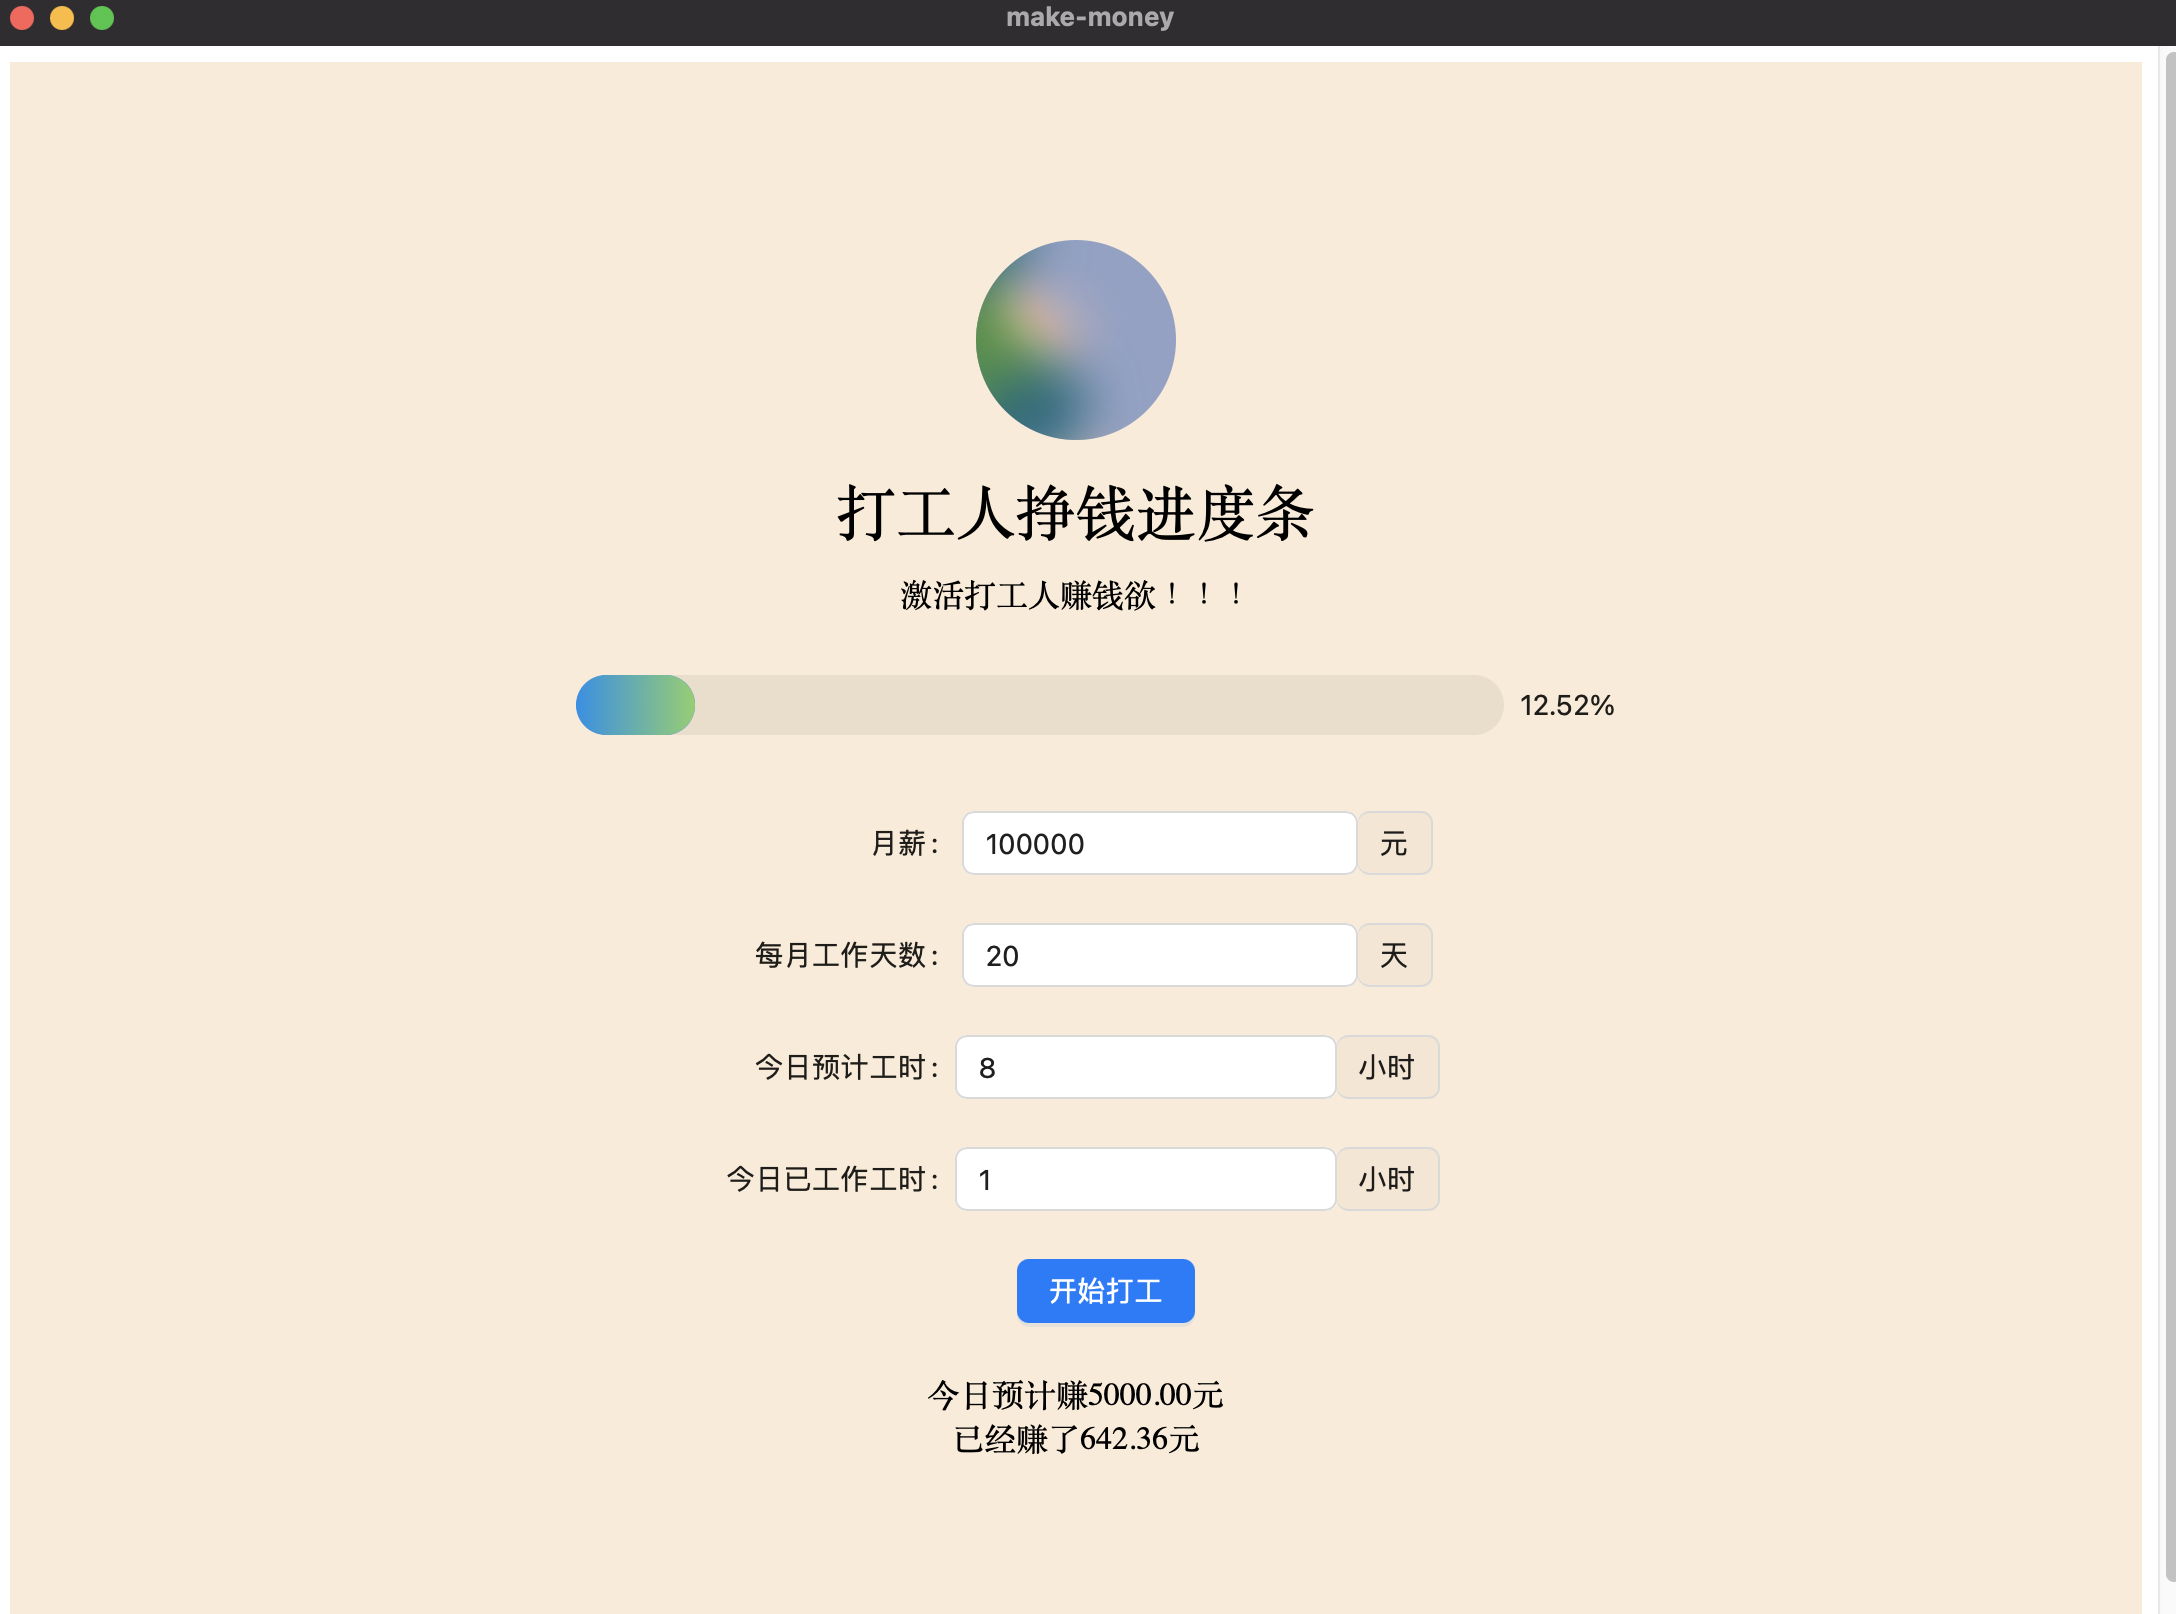 make-money
打工人挣钱进度条
激活打工人赚钱欲！！！
12.52%
月薪： 100000 元
每月工作天数： 20 天
今日预计工时： 8 小时
今日已工作工时： 1 小时
开始打工
今日预计赚5000.00元
已经赚了642.36元